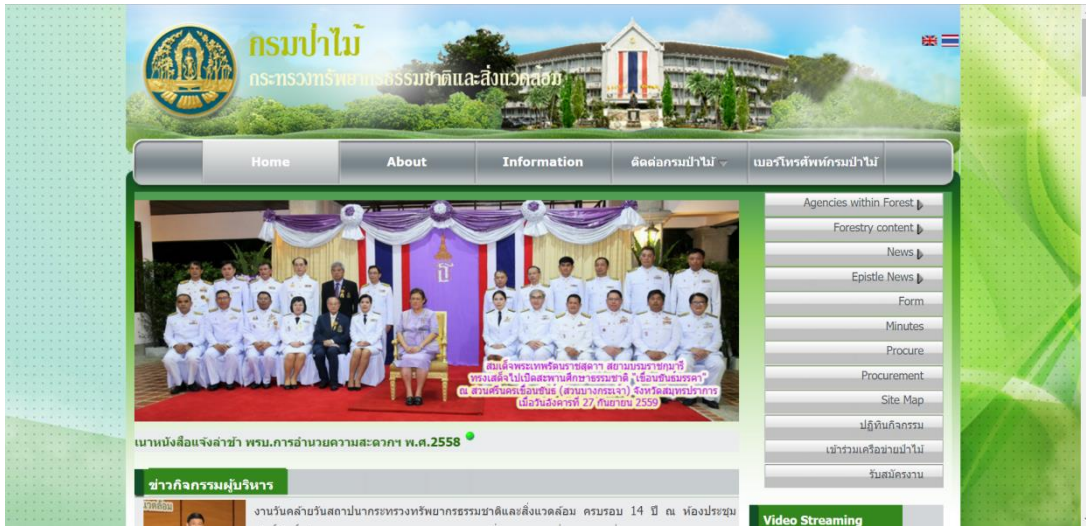 กรมป่าไม้
กระทรวงทรัพยากรธรรมชาติและสิ่งแวดล้อม
Home About Information ติดต่อกรมป่าไม้ เบอร์โทรศัพท์กรมป่าไม้
Agencies within Forest
Forestry content
News
Epistle News
Form
Minutes
Procure
Procurement
Site Map
ปฏิทินกิจกรรม
เข้าร่วมเครือข่ายป่าไม้
รับสมัครงาน
สมเด็จพระเทพรัตนราชสุดาฯ สยามบรมราชกุมารี
ทรงเสด็จไปเปิดสะพานศึกษาธรรมชาติ "เขื่อนขันธ์มรรคา"
ณ สวนศรีนครเขื่อนขันธ์ (สวนบางกระเจ้า) จังหวัดสมุทรปราการ
เมื่อวันอังคารที่ 27 กันยายน 2559
เนาหนังสือแจ้งล่าช้า พรบ.การอำนวยความสะดวกฯ พ.ศ.2558
ข่าวกิจกรรมผู้บริหาร
งานวันคล้ายวันสถาปนากระทรวงทรัพยากรธรรมชาติและสิ่งแวดล้อม ครบรอบ 14 ปี ณ ห้องประชุม
Video Streaming